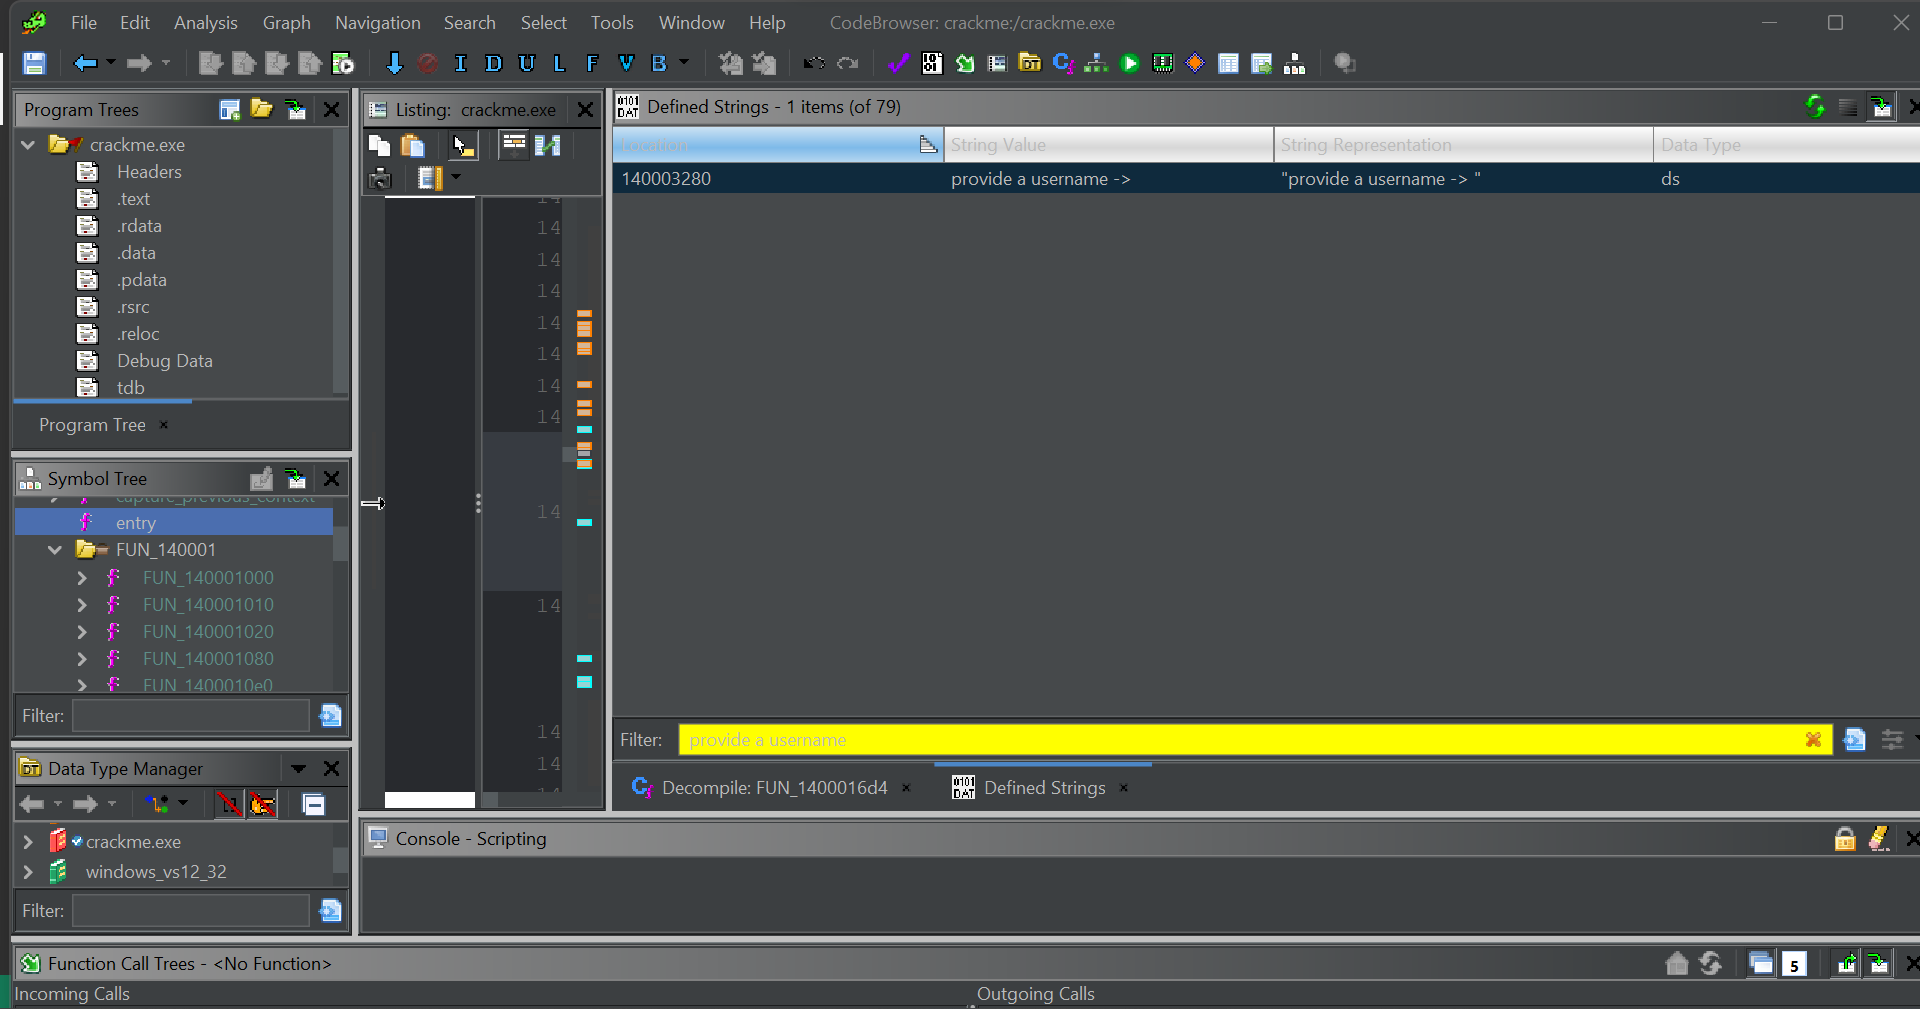 File Edit Analysis Graph Navigation Search Select Tools Window Help CodeBrowser: crackme:/crackme.exe
I D U L F V B
Program Trees
crackme.exe
Headers
.text
.rdata
.data
.pdata
.rsrc
.reloc
Debug Data
tdb
Program Tree
Symbol Tree
capture_previous_context
entry
FUN_140001
FUN_140001000
FUN_140001010
FUN_140001020
FUN_140001080
FUN_1400010e0
Filter:
Data Type Manager
crackme.exe
windows_vs12_32
Filter:
Listing: crackme.exe
14
14
14
14
14
14
14
14
14
14
14
14
Defined Strings - 1 items (of 79)
Location String Value String Representation Data Type
140003280 provide a username -> "provide a username -> " ds
Filter: provide a username
Decompile: FUN_1400016d4 Defined Strings
Console - Scripting
Function Call Trees - <No Function>
5
Incoming Calls Outgoing Calls